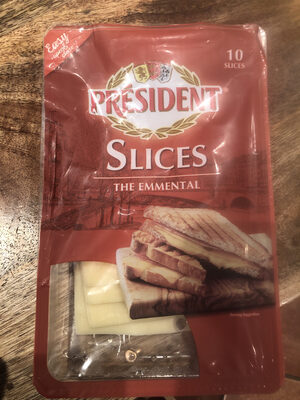 Easy
10
SLICES
PRÉSIDENT
SLICES
THE EMMENTAL